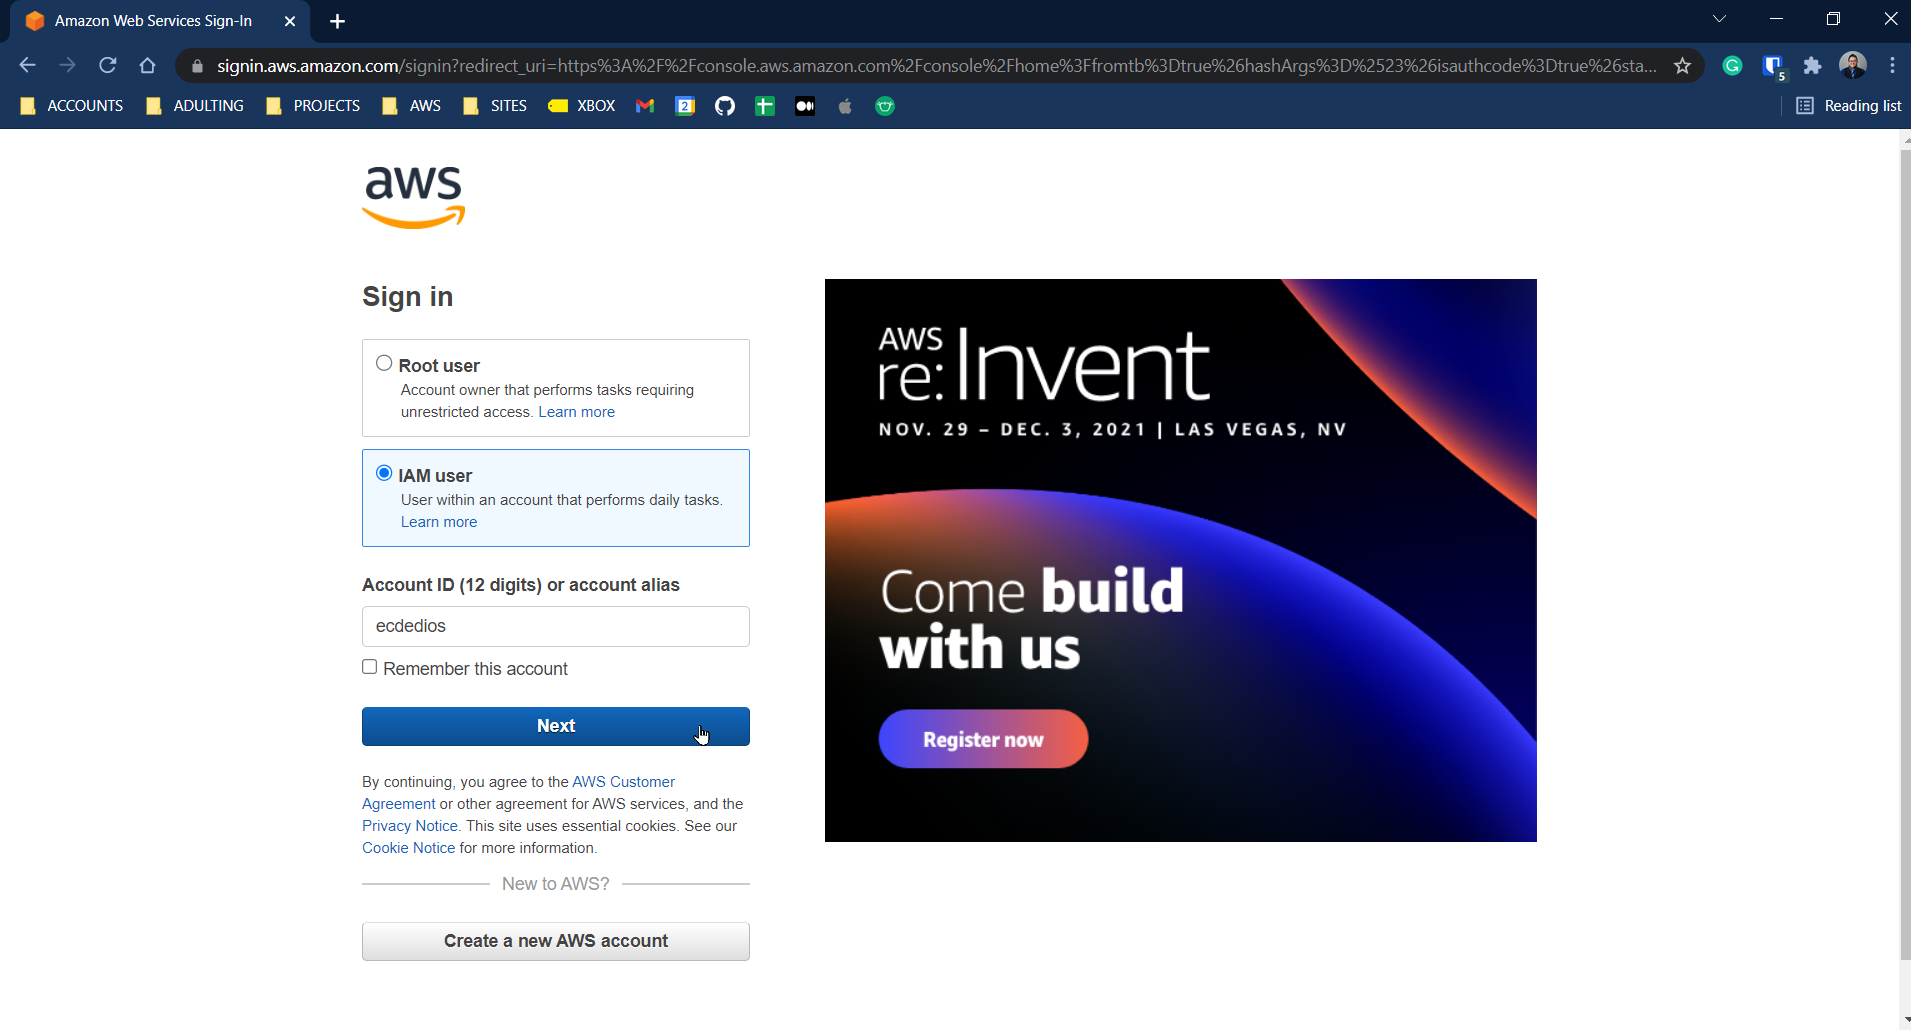 Amazon Web Services Sign-In
signin.aws.amazon.com/signin?redirect_uri=https%3A%2F%2Fconsole.aws.amazon.com%2Fconsole%2Fhome%3Ffromtb%3Dtrue%26hashArgs%3D%2523%26isauthcode%3Dtrue%26sta...
5
ACCOUNTS ADULTING PROJECTS AWS SITES XBOX 2 Reading list
aws
Sign in
Root user
Account owner that performs tasks requiring
unrestricted access. Learn more
IAM user
User within an account that performs daily tasks.
Learn more
Account ID (12 digits) or account alias
ecdedios
Remember this account
Next
By continuing, you agree to the AWS Customer
Agreement or other agreement for AWS services, and the
Privacy Notice. This site uses essential cookies. See our
Cookie Notice for more information.
New to AWS?
Create a new AWS account
AWS
re:Invent
NOV. 29 – DEC. 3, 2021 | LAS VEGAS, NV
Come build
with us
Register now